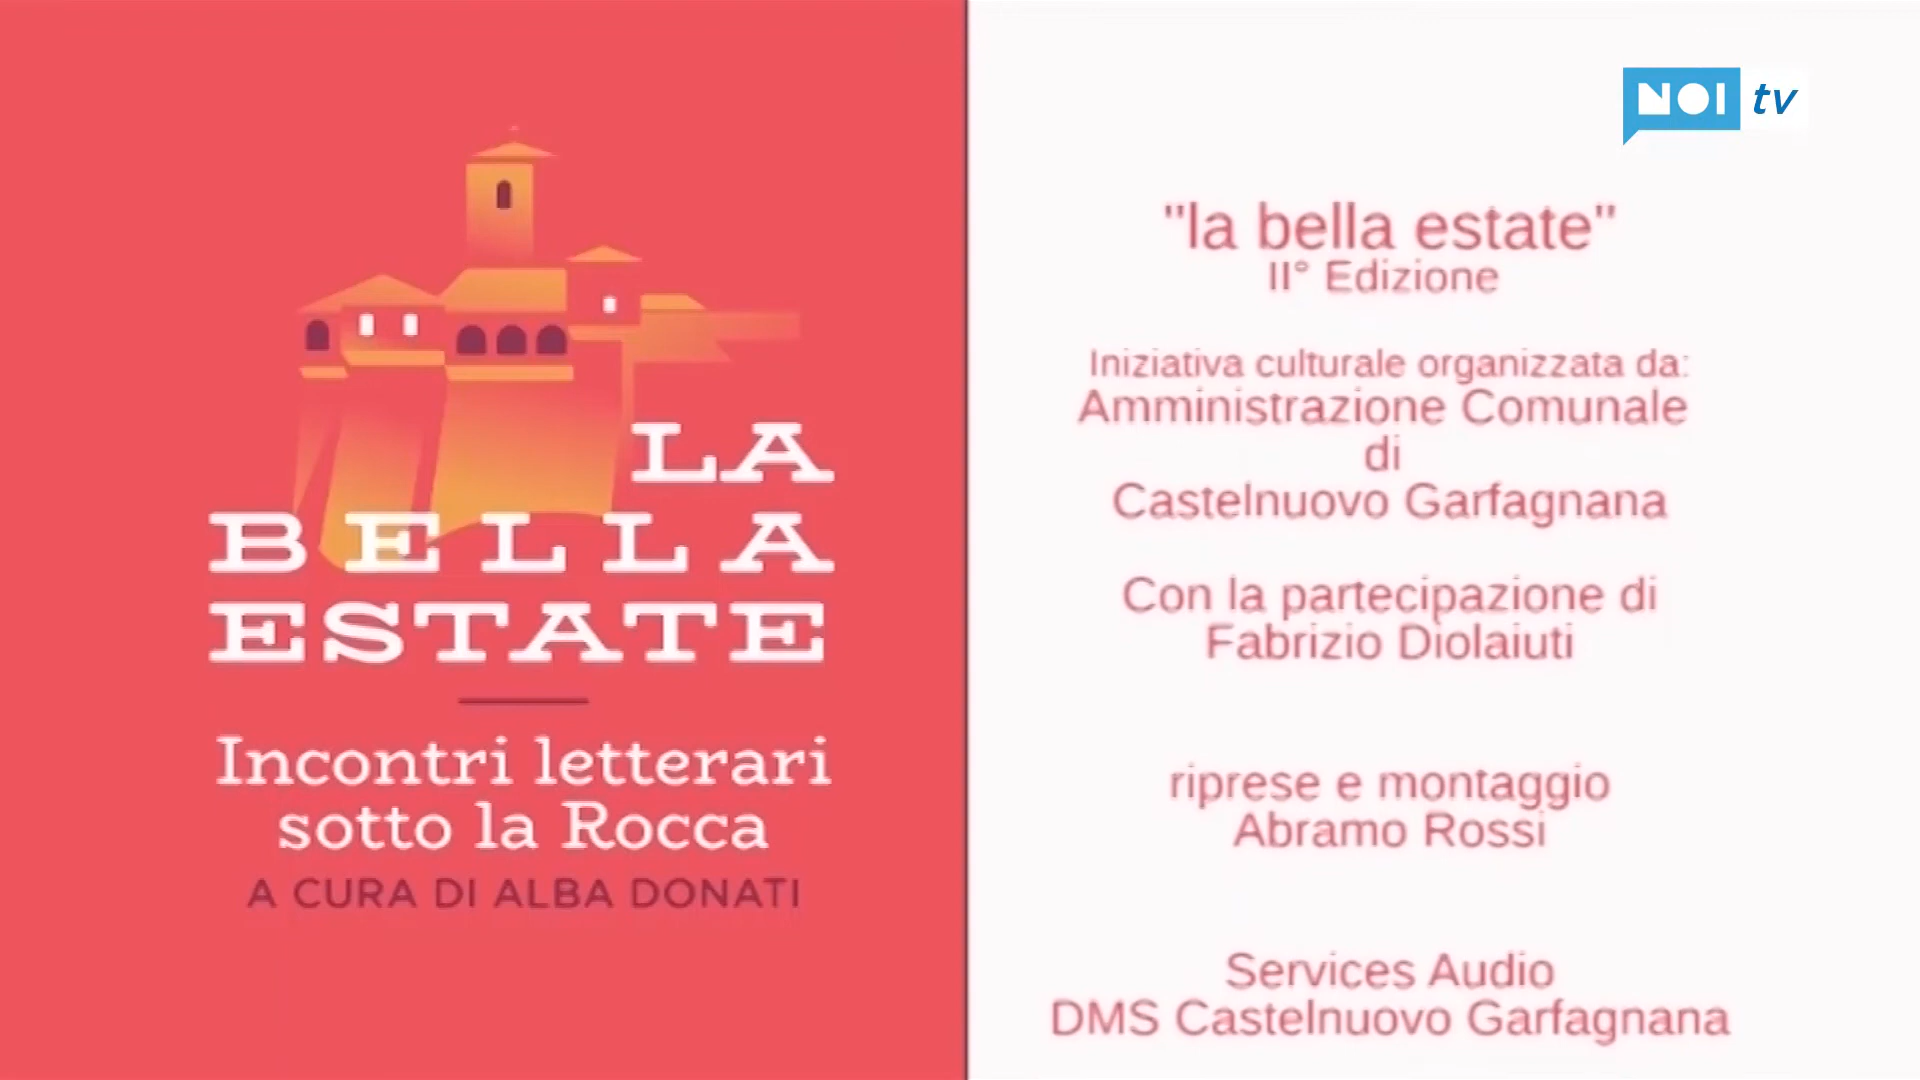 LA
BELLA
ESTATE
Incontri letterari
sotto la Rocca
A CURA DI ALBA DONATI
NOI tv
"la bella estate"
II° Edizione
Iniziativa culturale organizzata da:
Amministrazione Comunale
di
Castelnuovo Garfagnana
Con la partecipazione di
Fabrizio Diolaiuti
riprese e montaggio
Abramo Rossi
Services Audio
DMS Castelnuovo Garfagnana